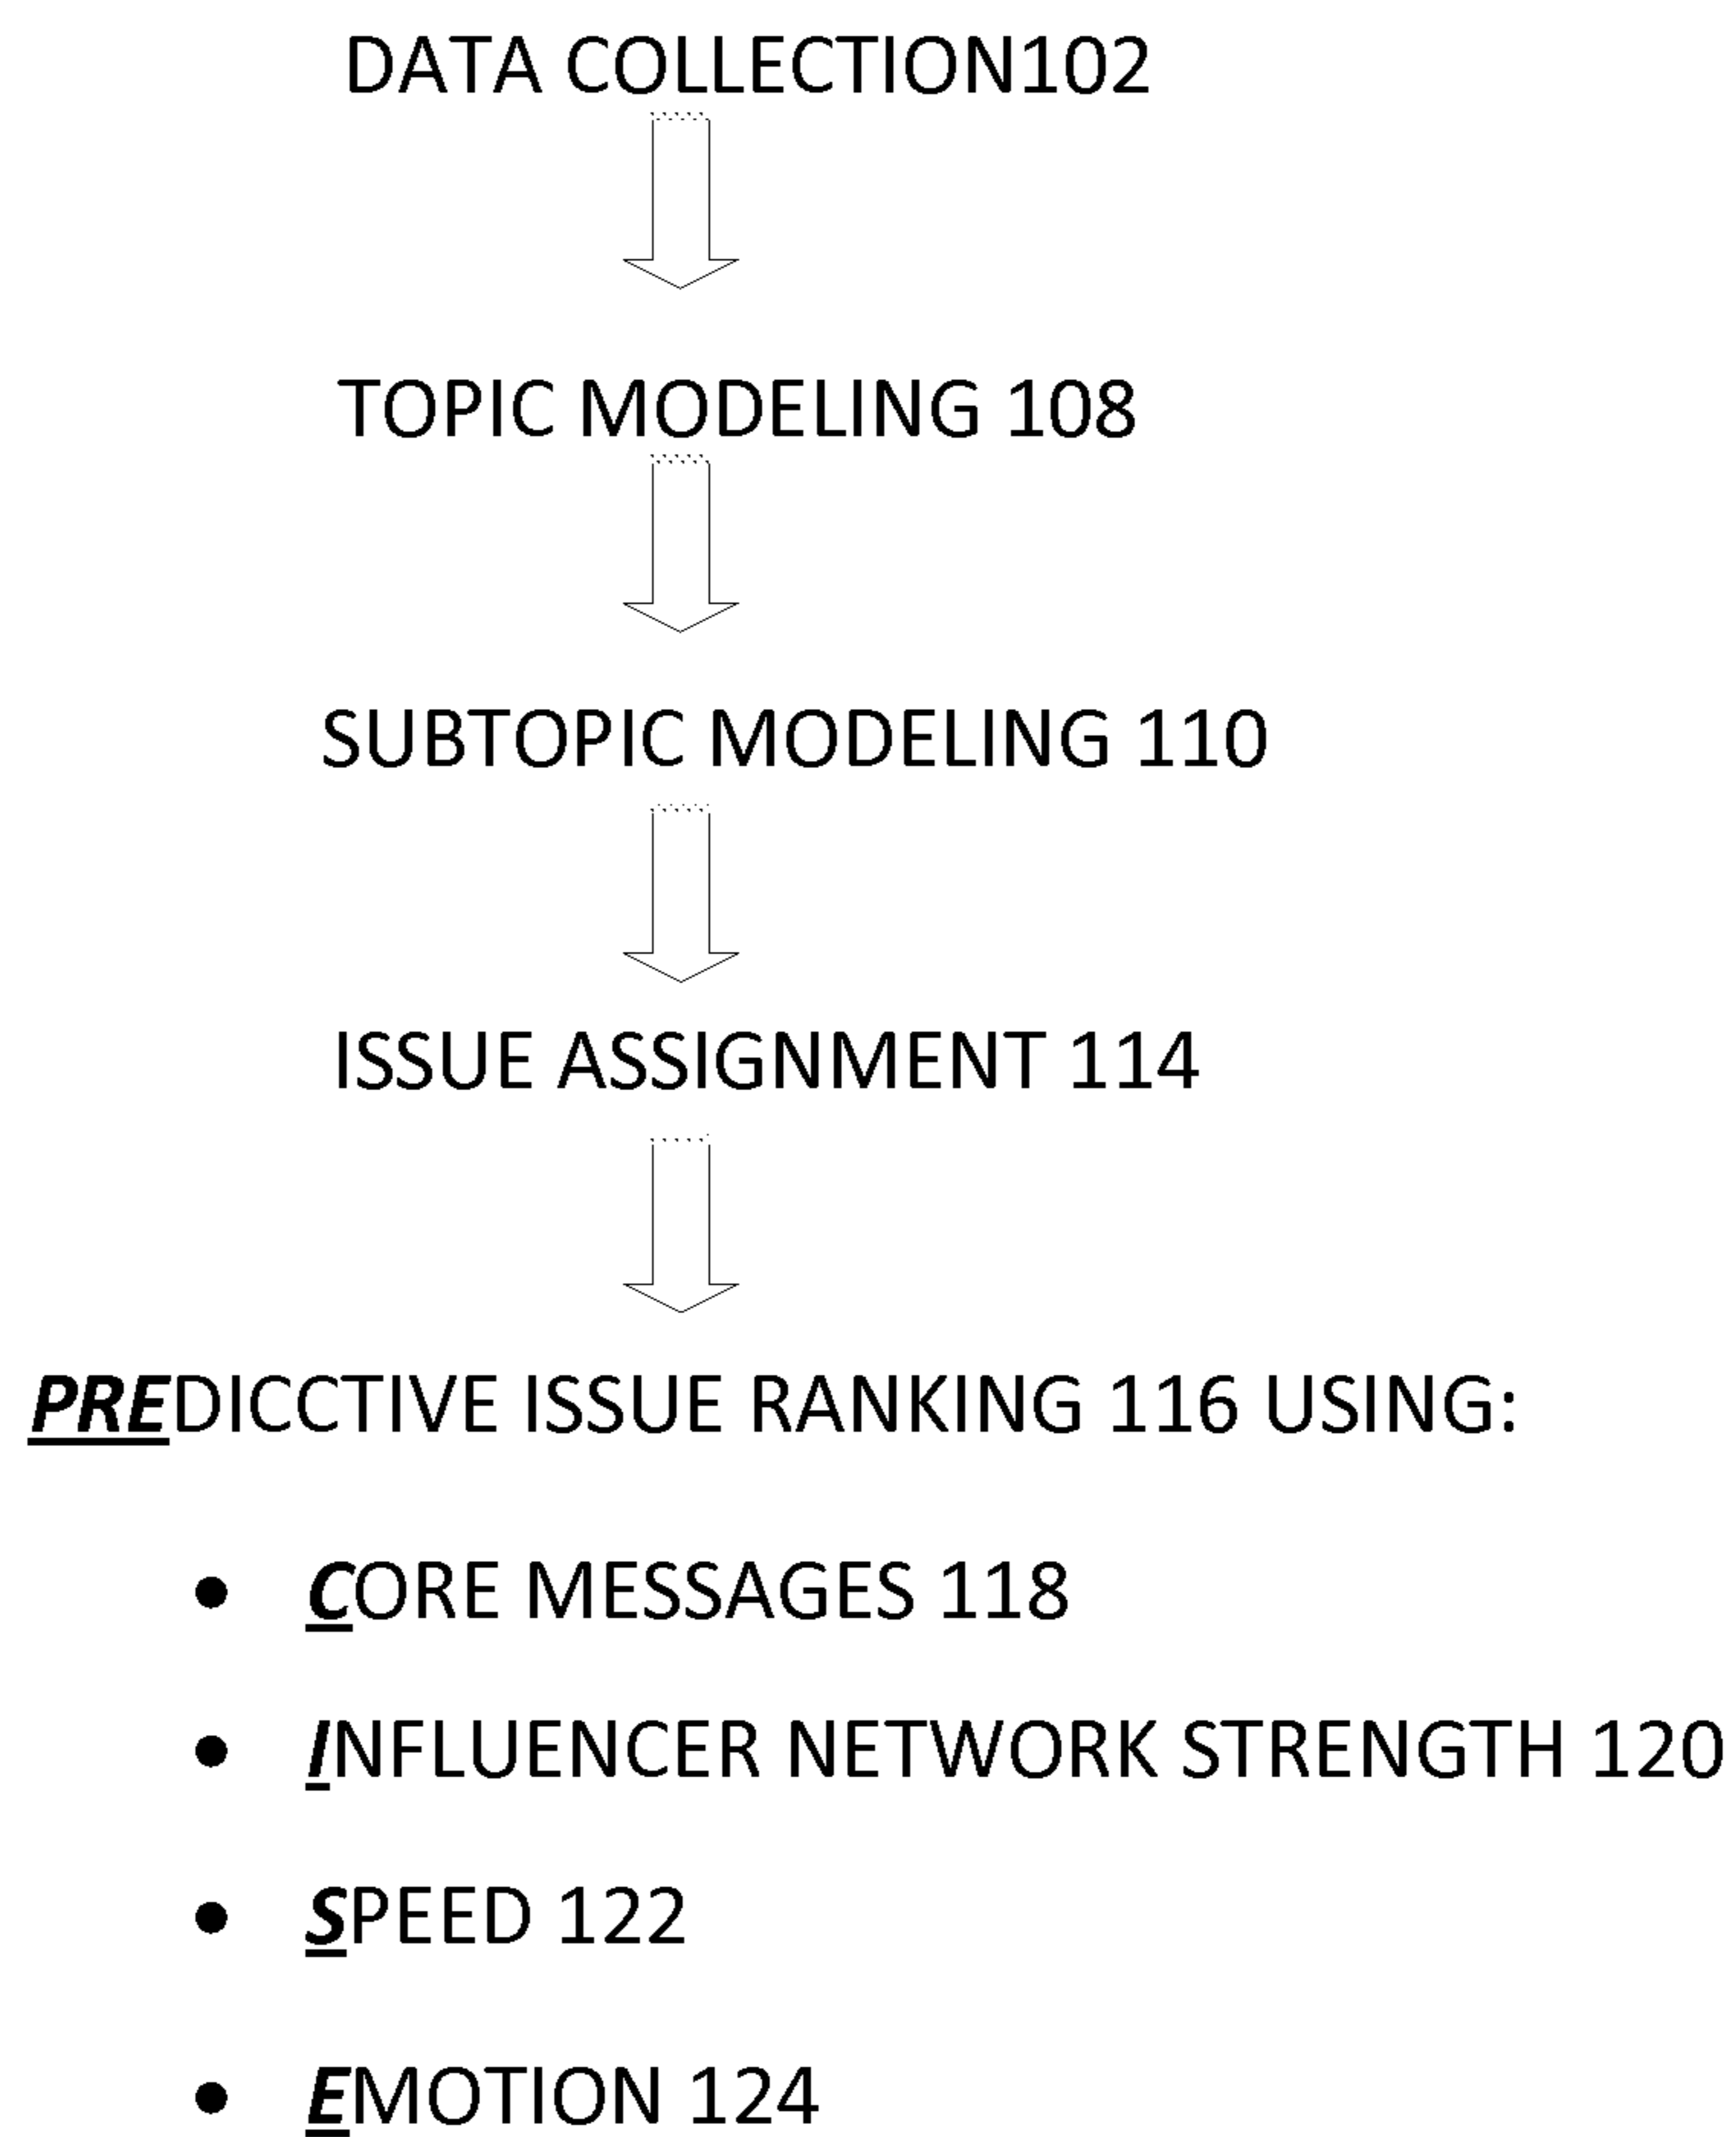 DATA COLLECTION102
TOPIC MODELING 108
SUBTOPIC MODELING 110
ISSUE ASSIGNMENT 114
PREDICCTIVE ISSUE RANKING 116 USING:
• CORE MESSAGES 118
• INFLUENCER NETWORK STRENGTH 120
• SPEED 122
• EMOTION 124